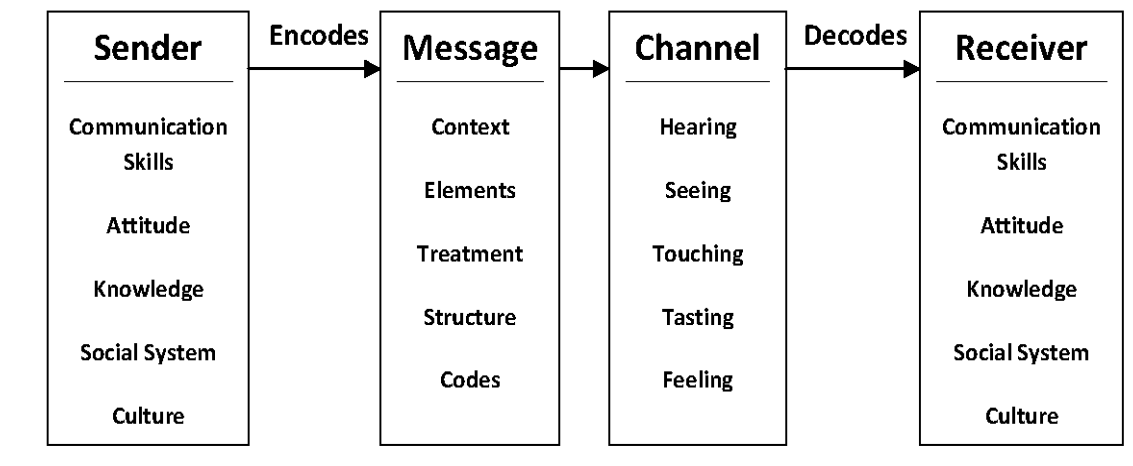 Sender
Communication
Skills
Attitude
Knowledge
Social System
Culture
Encodes
Message
Context
Elements
Treatment
Structure
Codes
Channel
Hearing
Seeing
Touching
Tasting
Feeling
Decodes
Receiver
Communication
Skills
Attitude
Knowledge
Social System
Culture